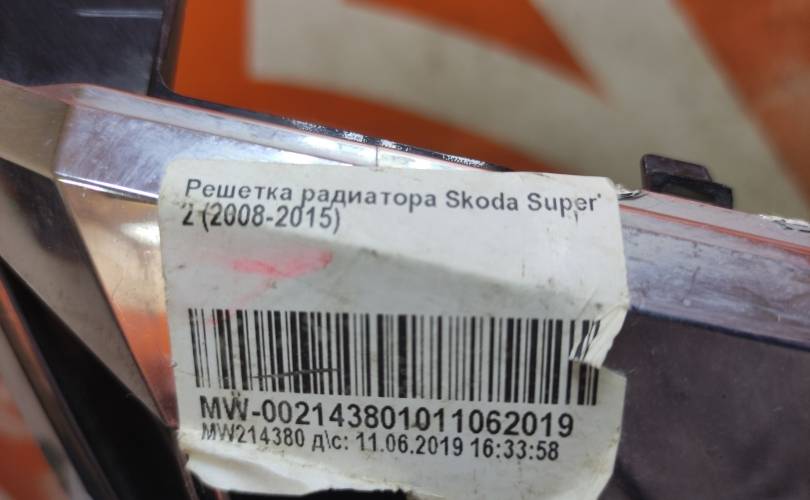 Решетка радиатора Skoda Super
2 (2008-2015)
MW-002143801011062019
MW214380 д\с: 11.06.2019 16:33:58